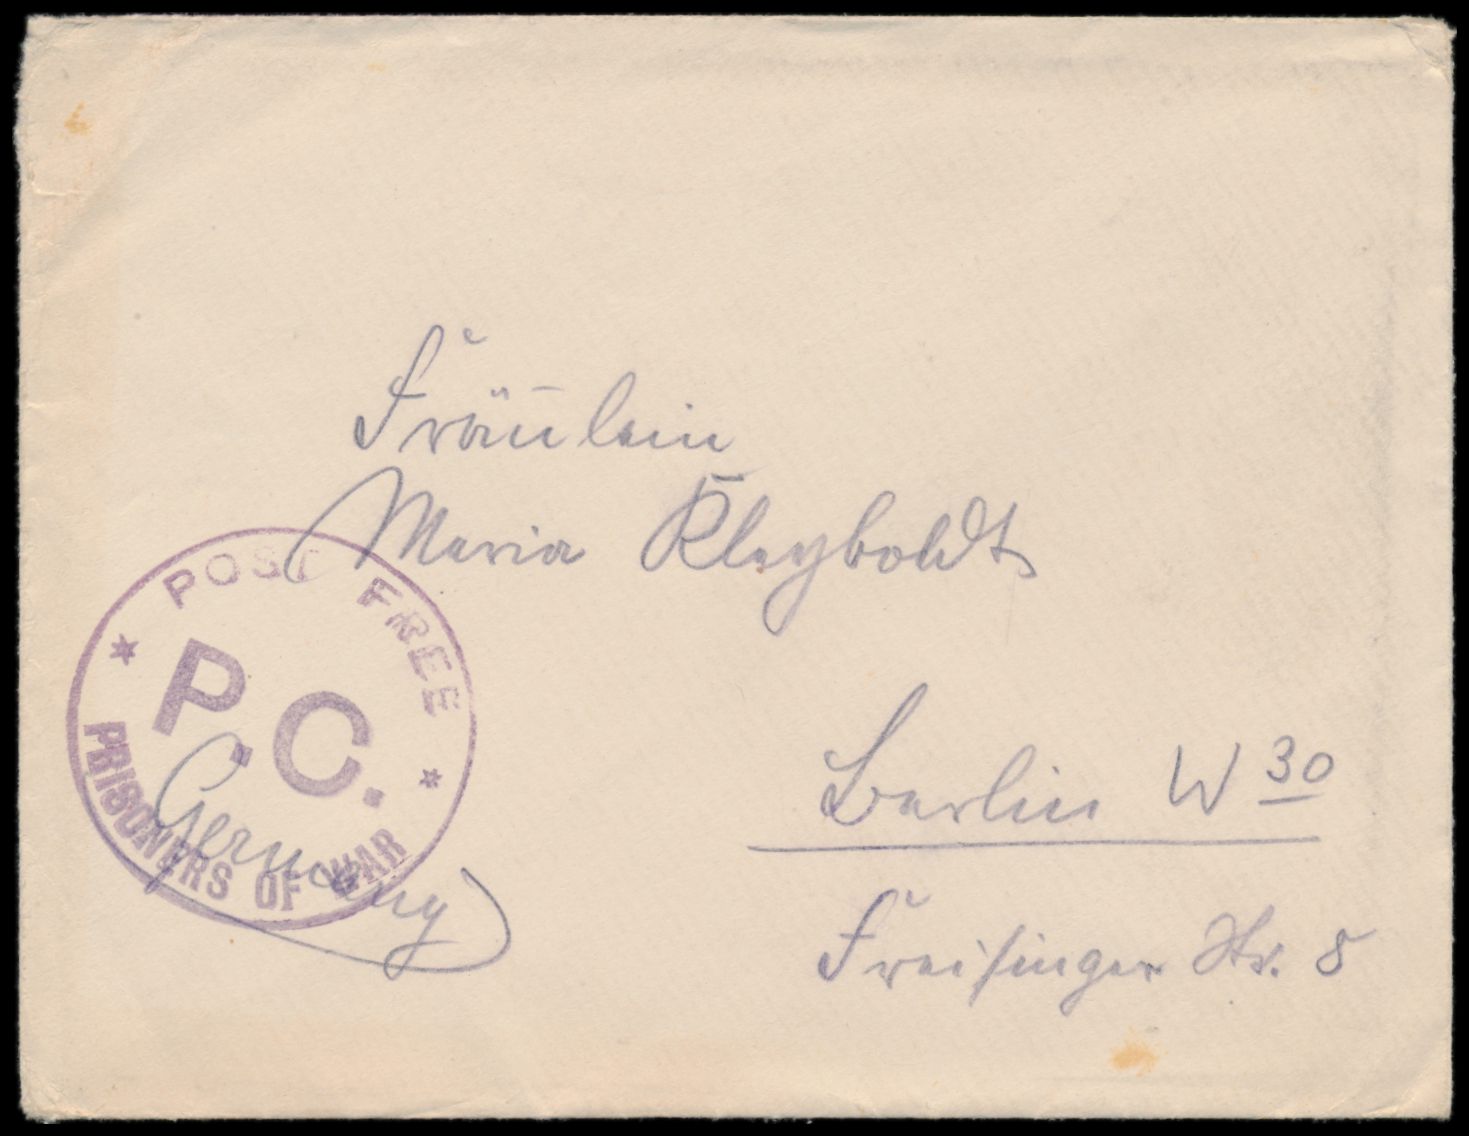 Fräulein
Maria Kleyboldt
POST FREE
P.C.
PRISONERS OF WAR
Germany
Berlin W 30
Freisinger Str. 8